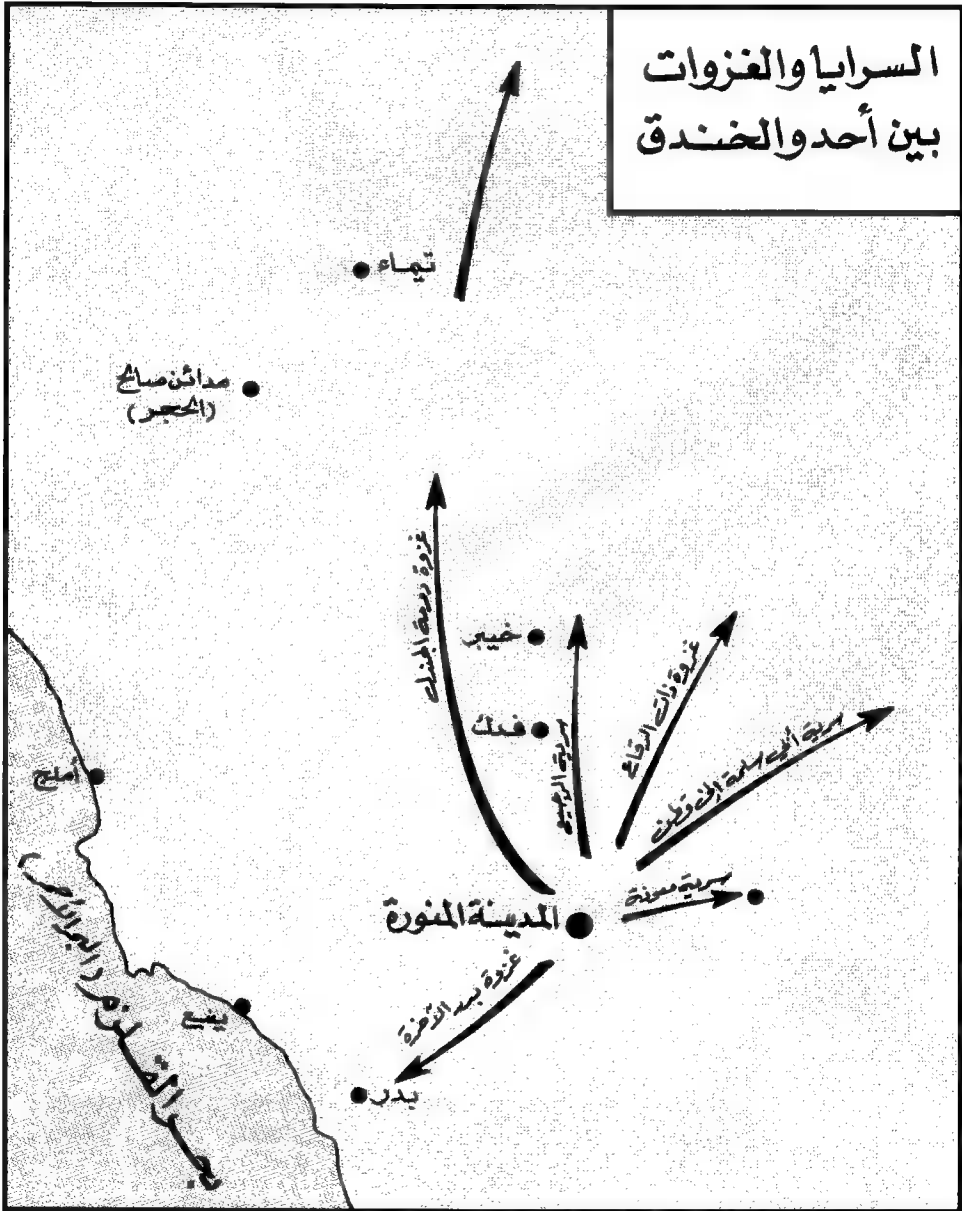 السرايا والغزوات
بين أحد والخندق
تيماء
مدائن صالح
(الحجر)
غزوة دومة الجندل
خيبر
فدك
سرية الرجيع
غزوة ذات الرقاع
سرية أبي سلمة إلى قطن
سرية معونة
أملج
المدينة المنورة
غزوة بدر الآخرة
ينبع
بدر
بحر القلزم (البحر الأحمر)